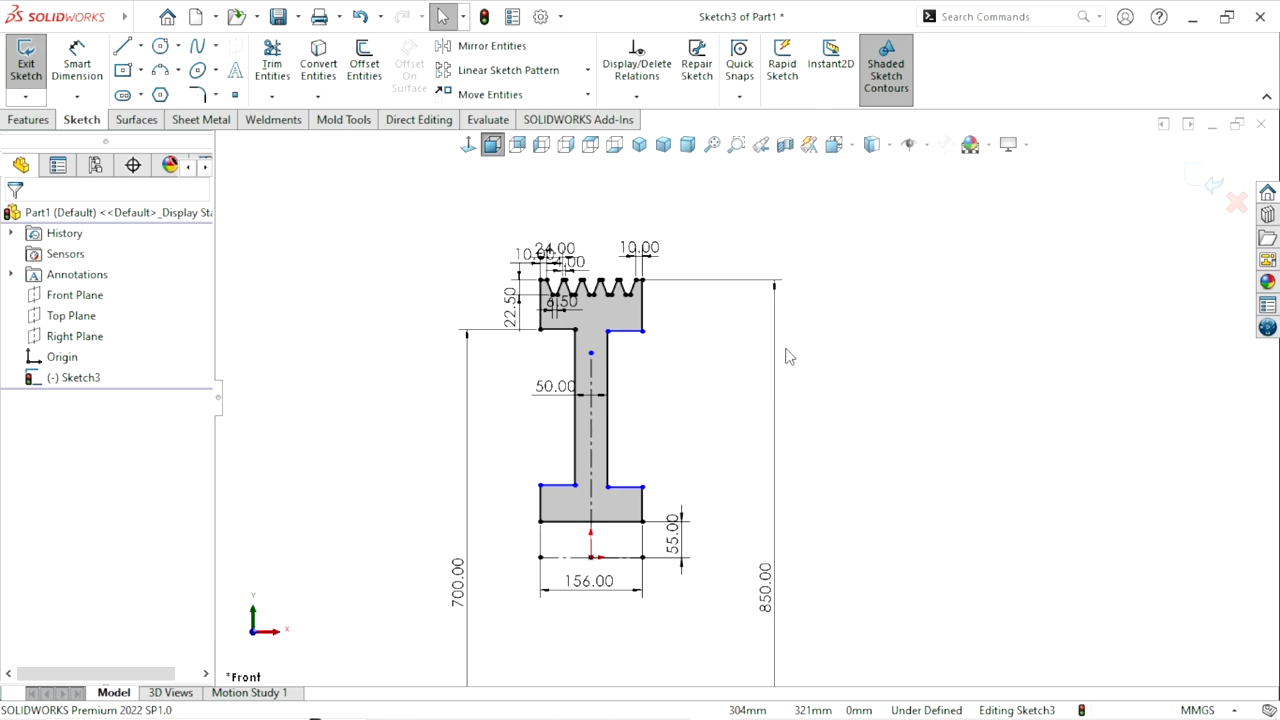 SOLIDWORKS
Sketch3 of Part1 *
Search Commands
Exit Sketch
Smart Dimension
Trim Entities
Convert Entities
Offset Entities
Offset On Surface
Mirror Entities
Linear Sketch Pattern
Move Entities
Display/Delete Relations
Repair Sketch
Quick Snaps
Rapid Sketch
Instant2D
Shaded Sketch Contours
Features
Sketch
Surfaces
Sheet Metal
Weldments
Mold Tools
Direct Editing
Evaluate
SOLIDWORKS Add-Ins
Part1 (Default) <<Default>_Display Sta
History
Sensors
Annotations
Front Plane
Top Plane
Right Plane
Origin
(-) Sketch3
24.00
10.00
22.50
6.50
50.00
55.00
156.00
700.00
850.00
Y
X
*Front
Model
3D Views
Motion Study 1
SOLIDWORKS Premium 2022 SP1.0
304mm
321mm
0mm
Under Defined
Editing Sketch3
MMGS